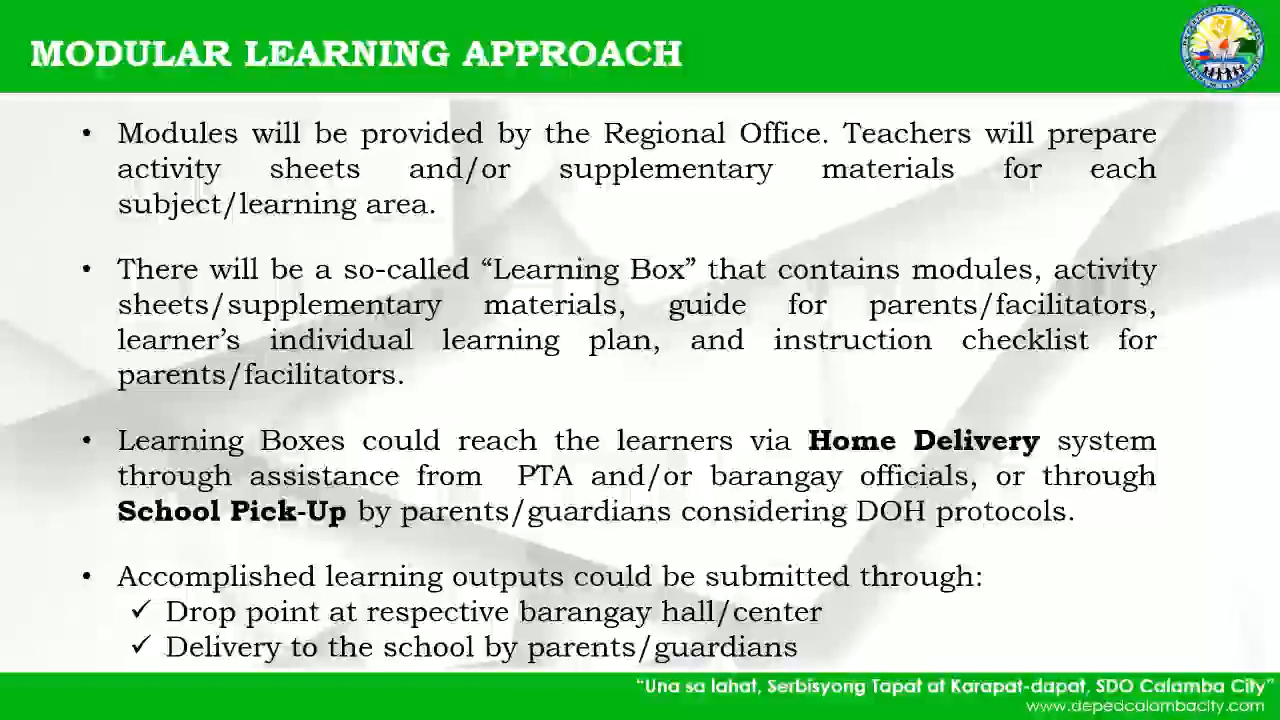 MODULAR LEARNING APPROACH
• Modules will be provided by the Regional Office. Teachers will prepare
activity sheets and/or supplementary materials for each
subject/learning area.
• There will be a so-called “Learning Box” that contains modules, activity
sheets/supplementary materials, guide for parents/facilitators,
learner’s individual learning plan, and instruction checklist for
parents/facilitators.
• Learning Boxes could reach the learners via Home Delivery system
through assistance from PTA and/or barangay officials, or through
School Pick-Up by parents/guardians considering DOH protocols.
• Accomplished learning outputs could be submitted through:
✓ Drop point at respective barangay hall/center
✓ Delivery to the school by parents/guardians
“Una sa lahat, Serbisyong Tapat at Karapat-dapat, SDO Calamba City”
www.depedcalambacity.com